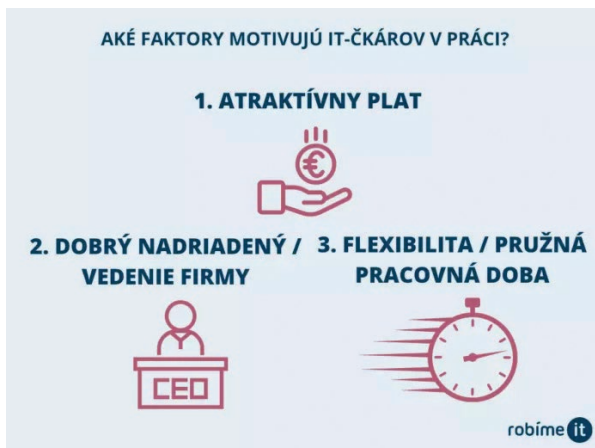 AKÉ FAKTORY MOTIVUJÚ IT-ČKÁROV V PRÁCI?
1. ATRAKTÍVNY PLAT
€
2. DOBRÝ NADRIADENÝ /
VEDENIE FIRMY
CEO
3. FLEXIBILITA / PRUŽNÁ
PRACOVNÁ DOBA
robíme it